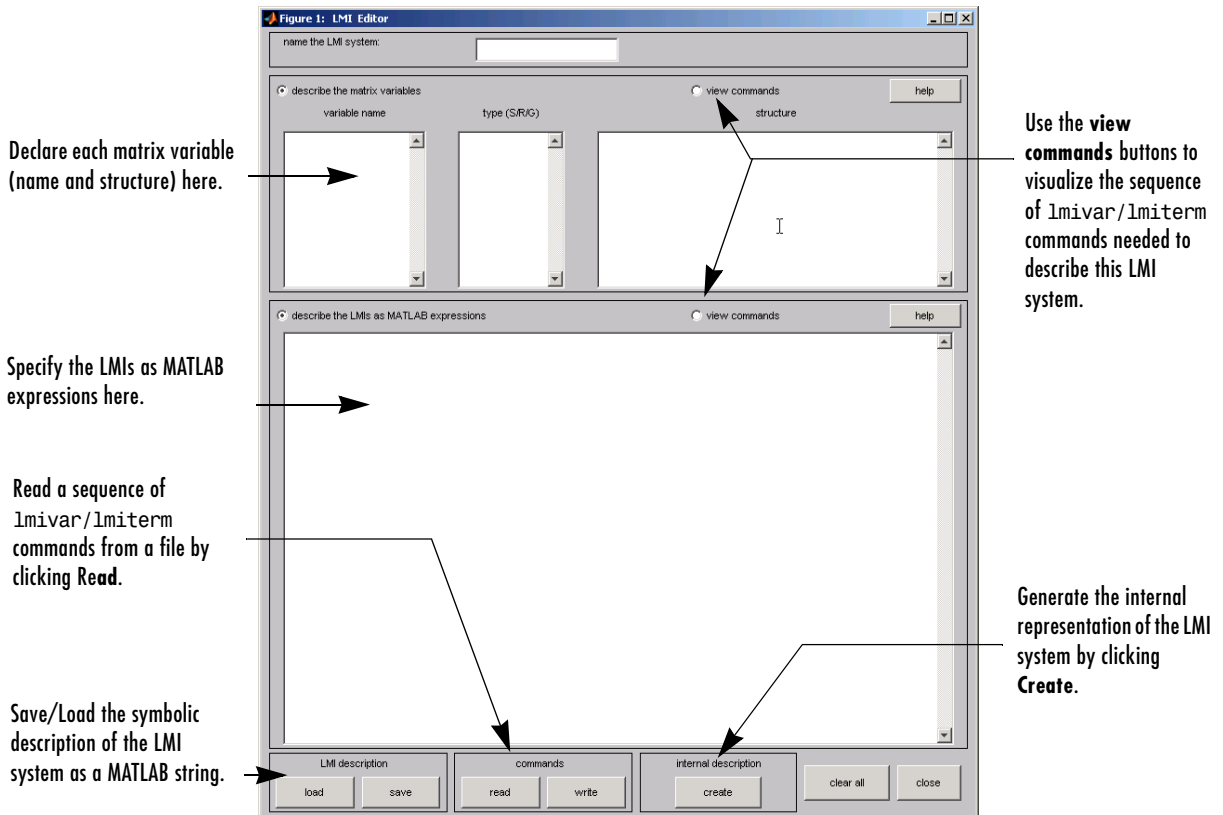 Figure 1: LMI Editor
name the LMI system:
describe the matrix variables
view commands
help
variable name
type (S/R/G)
structure
Declare each matrix variable
(name and structure) here.
Use the view
commands buttons to
visualize the sequence
of lmivar/lmiterm
commands needed to
describe this LMI
system.
describe the LMIs as MATLAB expressions
view commands
help
Specify the LMIs as MATLAB
expressions here.
Read a sequence of
lmivar/lmiterm
commands from a file by
clicking Read.
Generate the internal
representation of the LMI
system by clicking
Create.
Save/Load the symbolic
description of the LMI
system as a MATLAB string.
LMI description
commands
internal description
load
save
read
write
create
clear all
close